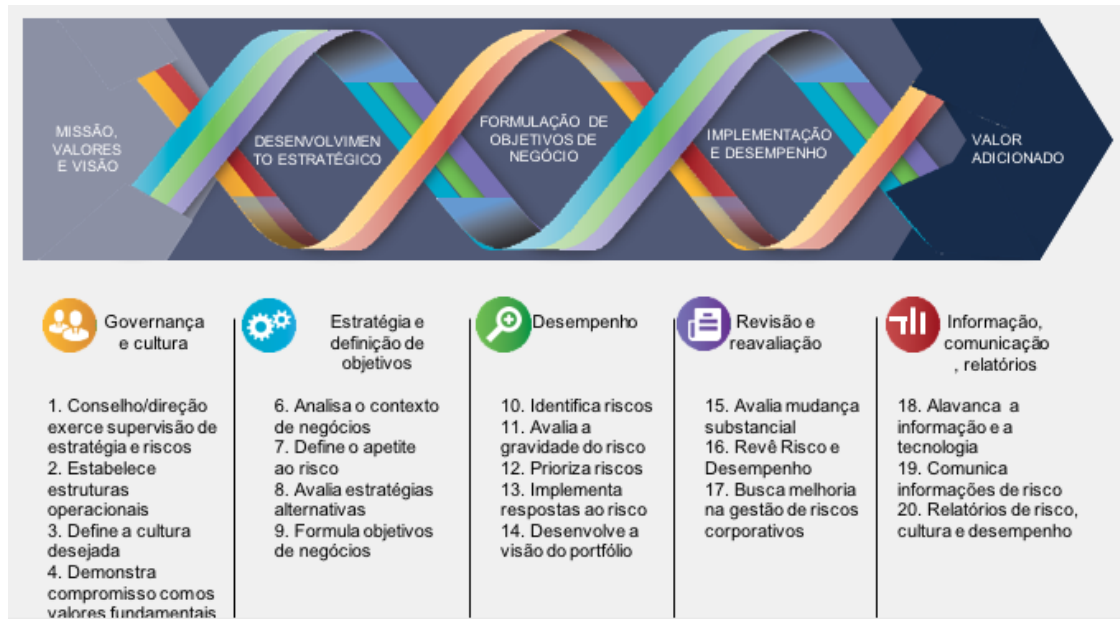 MISSÃO,
VALORES
E VISÃO
DESENVOLVIMEN
TO ESTRATÉGICO
FORMULAÇÃO DE
OBJETIVOS DE
NEGÓCIO
IMPLEMENTAÇÃO
E DESEMPENHO
VALOR
ADICIONADO
Governança
e cultura
1. Conselho/direção
exerce supervisão de
estratégia e riscos
2. Estabelece
estruturas
operacionais
3. Define a cultura
desejada
4. Demonstra
compromisso comos
valores fundamentais
Estratégia e
definição de
objetivos
6. Analisa o contexto
de negócios
7. Define o apetite
ao risco
8. Avalia estratégias
alternativas
9. Formula objetivos
de negócios
Desempenho
10. Identifica riscos
11. Avalia a
gravidade do risco
12. Prioriza riscos
13. Implementa
respostas ao risco
14. Desenvolve a
visão do portfólio
Revisão e
reavaliação
15. Avalia mudança
substancial
16. Revê Risco e
Desempenho
17. Busca melhoria
na gestão de riscos
corporativos
Informação,
comunicação
, relatórios
18. Alavanca a
informação e a
tecnologia
19. Comunica
informações de risco
20. Relatórios de risco,
cultura e desempenho